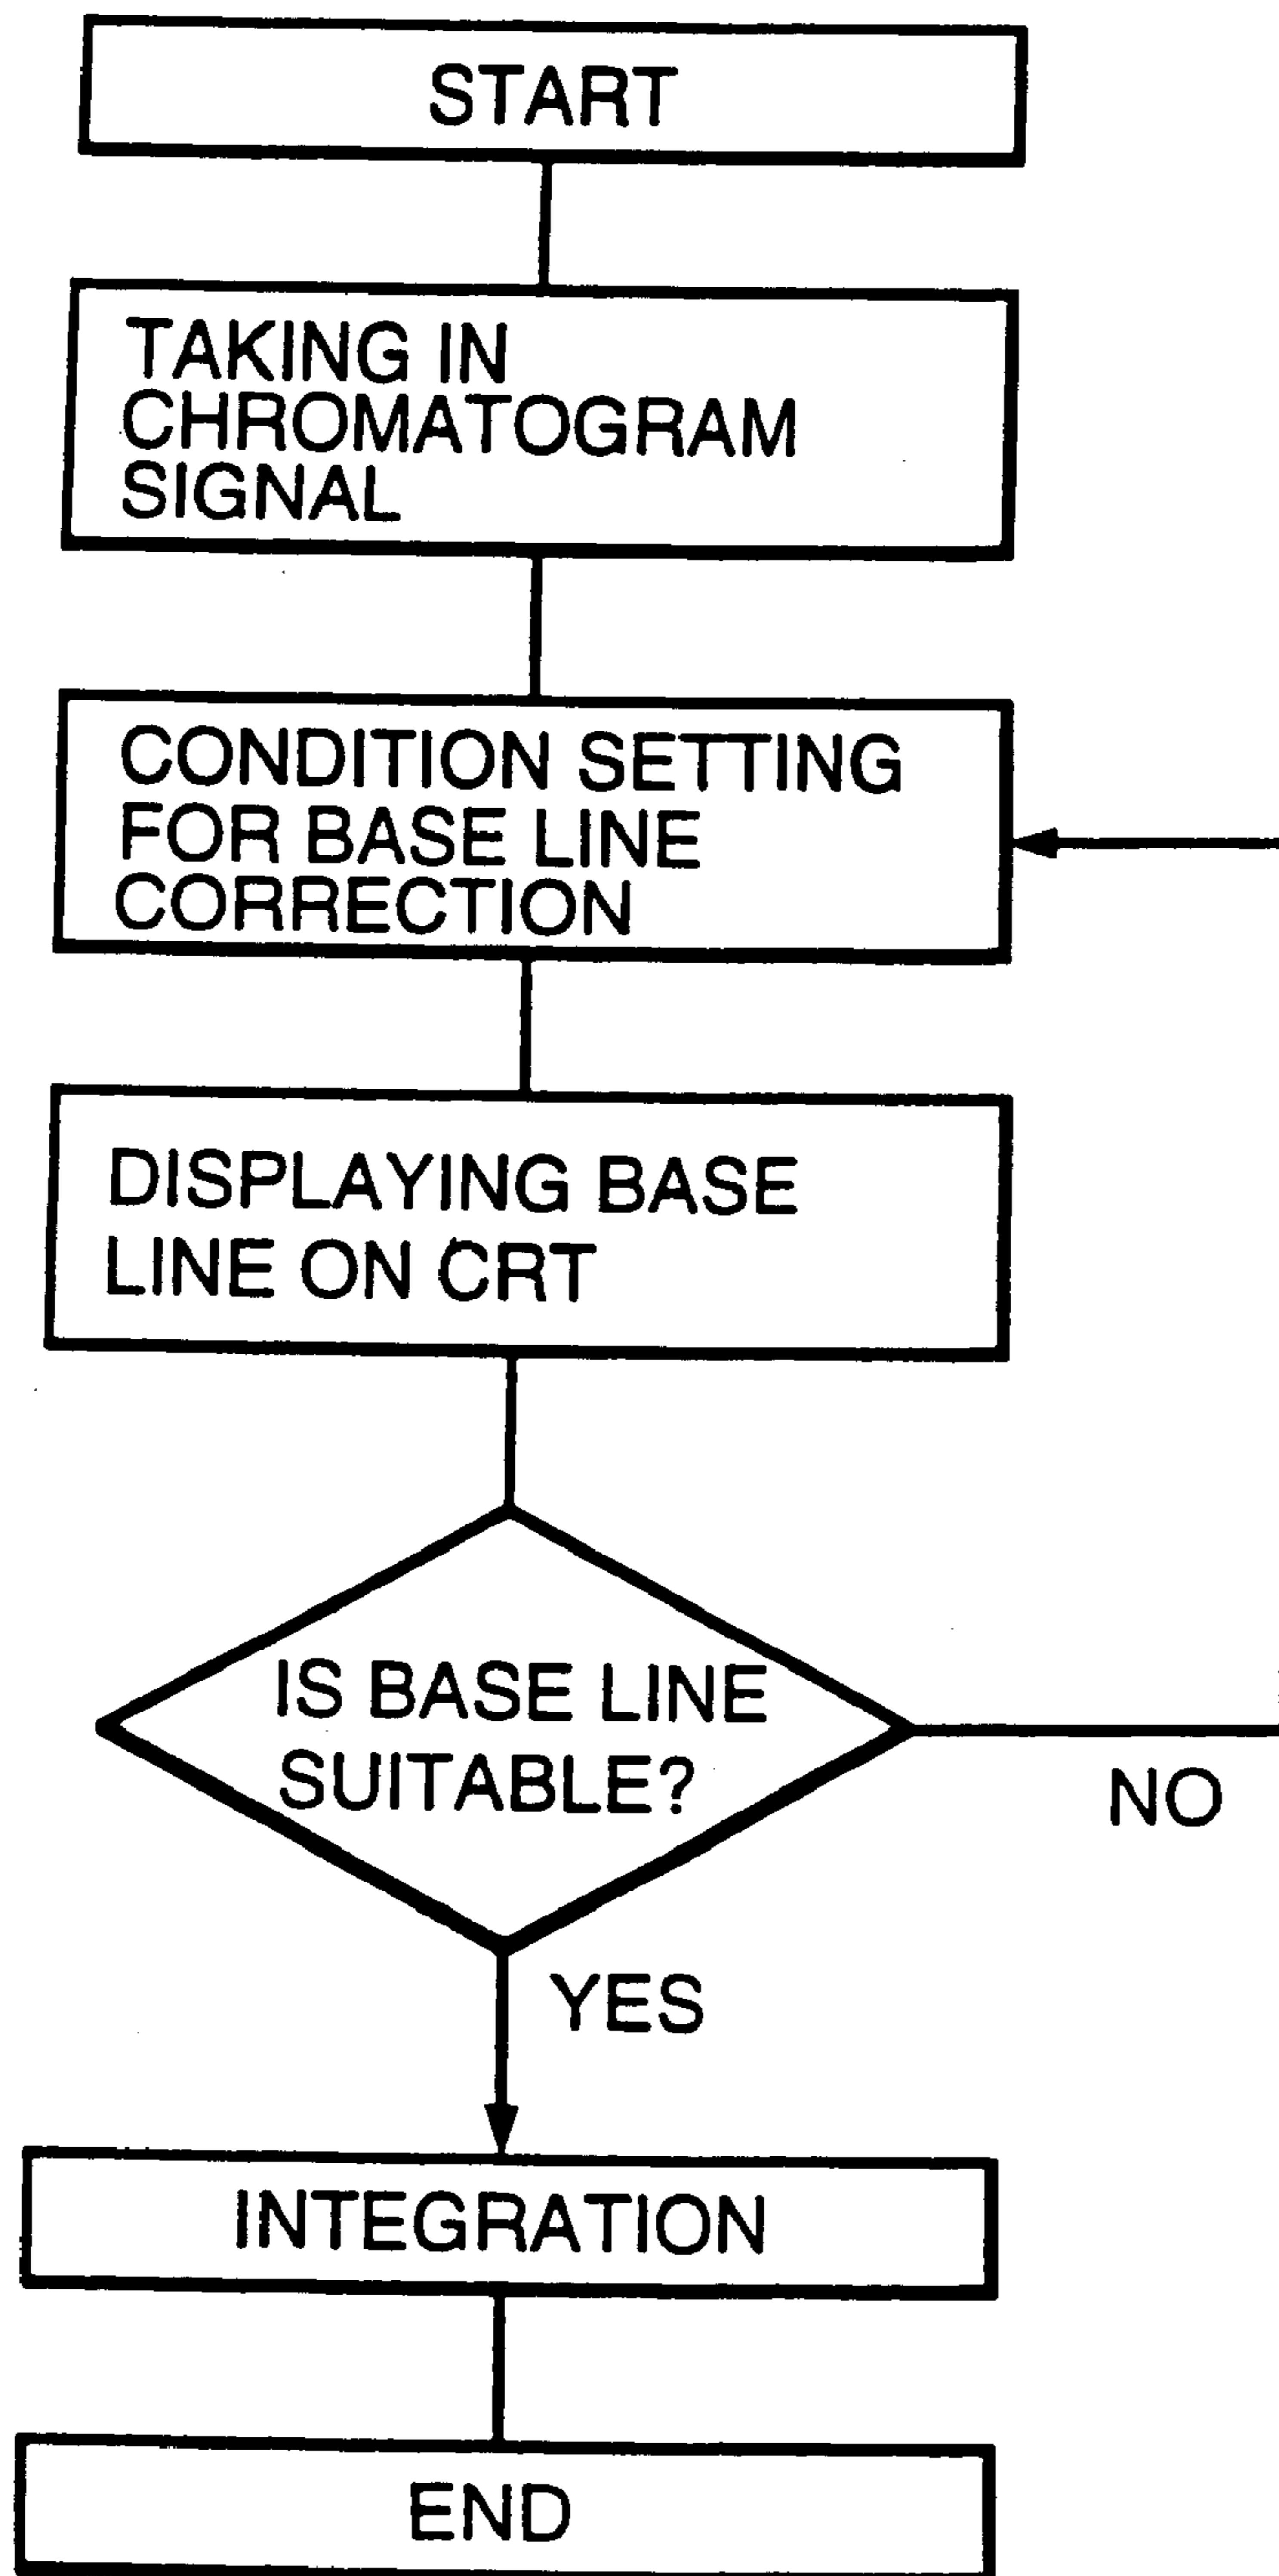 START
TAKING IN
CHROMATOGRAM
SIGNAL
CONDITION SETTING
FOR BASE LINE
CORRECTION
DISPLAYING BASE
LINE ON CRT
IS BASE LINE
SUITABLE?
NO
YES
INTEGRATION
END